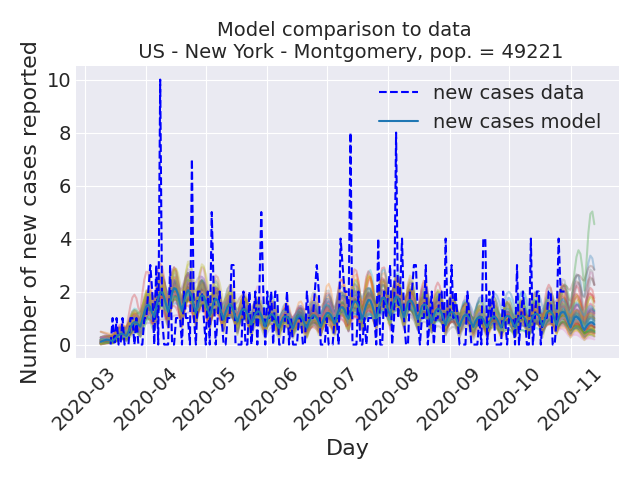 Model comparison to data
US - New York - Montgomery, pop. = 49221
Number of new cases reported
10
8
6
4
2
0
new cases data
new cases model
2020-03
2020-04
2020-05
2020-06
2020-07
2020-08
2020-09
2020-10
2020-11
Day